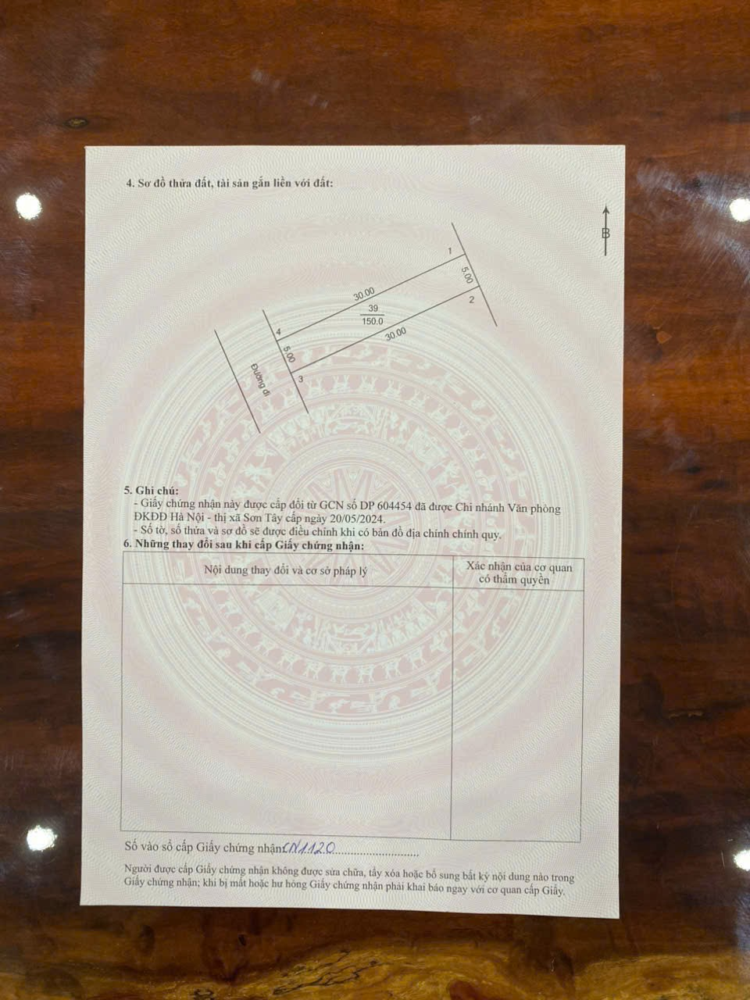 4. Sơ đồ thửa đất, tài sản gắn liền với đất:
B
1
5.00
2
30.00
39
150.0
30.00
4
5.00
3
Đường đi
5. Ghi chú:
- Giấy chứng nhận này được cấp đổi từ GCN số DP 604454 đã được Chi nhánh Văn phòng
ĐKĐĐ Hà Nội - thị xã Sơn Tây cấp ngày 20/05/2024.
- Số tờ, số thửa và sơ đồ sẽ được điều chỉnh khi có bản đồ địa chính chính quy.
6. Những thay đổi sau khi cấp Giấy chứng nhận:
Nội dung thay đổi và cơ sở pháp lý
Xác nhận của cơ quan
có thẩm quyền
Số vào sổ cấp Giấy chứng nhận: CN1120
Người được cấp Giấy chứng nhận không được sửa chữa, tẩy xóa hoặc bổ sung bất kỳ nội dung nào trong
Giấy chứng nhận; khi bị mất hoặc hư hỏng Giấy chứng nhận phải khai báo ngay với cơ quan cấp Giấy.